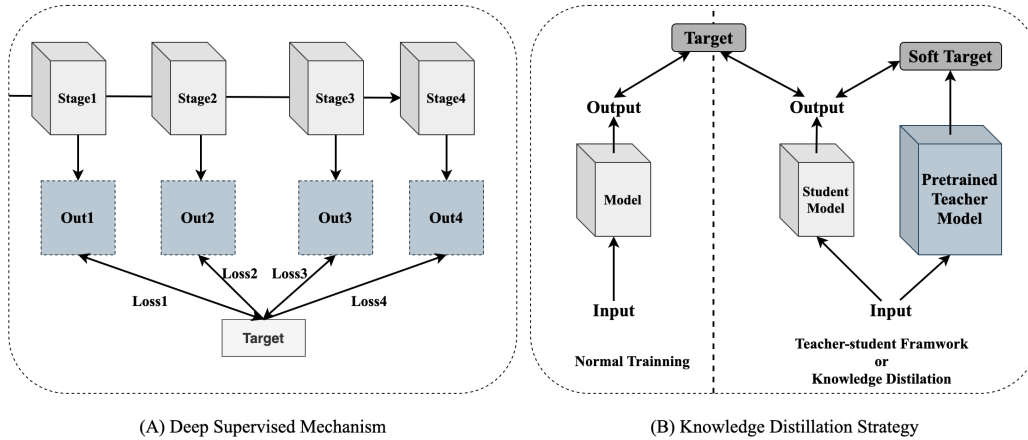 Stage1
Stage2
Stage3
Stage4
Out1
Out2
Out3
Out4
Loss1
Loss2
Loss3
Loss4
Target
(A) Deep Supervised Mechanism
Target
Soft Target
Output
Output
Model
Student
Model
Pretrained
Teacher
Model
Input
Input
Normal Trainning
Teacher-student Framwork
or
Knowledge Distilation
(B) Knowledge Distillation Strategy